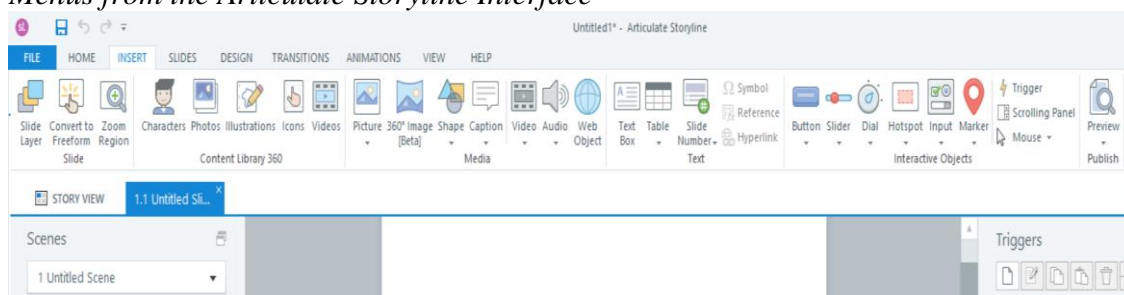 Menus from the Articulate Storyline Interface
Untitled1* - Articulate Storyline
FILE HOME INSERT SLIDES DESIGN TRANSITIONS ANIMATIONS VIEW HELP
Slide Layer Convert to Freeform Zoom Region Characters Photos Illustrations Icons Videos Picture 360° Image [Beta] Shape Caption Video Audio Web Object Text Box Table Slide Number Symbol Reference Hyperlink Button Slider Dial Hotspot Input Marker Trigger Scrolling Panel Mouse Preview
Slide Content Library 360 Media Text Interactive Objects Publish
STORY VIEW 1.1 Untitled Sli... X
Scenes Triggers
1 Untitled Scene